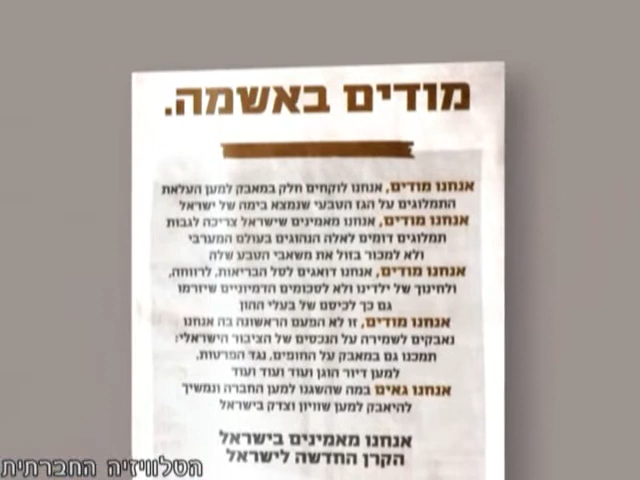 מודים באשמה.
אנחנו מודים, אנחנו לוקחים חלק במאבק למען העלאת
התמלוגים על הגז הטבעי שנמצא בימה של ישראל
אנחנו מודים, אנחנו מאמינים שישראל צריכה לגבות
תמלוגים דומים לאלה הנהוגים בעולם המערבי
ולא למכור בזול את משאבי הטבע שלה
אנחנו מודים, אנחנו דואגים לסל הבריאות, לרווחה,
ולחינוך של ילדינו ולא לסכומים הדמיוניים שיזרמו
גם כך לכיסם של בעלי ההון
אנחנו מודים, זו לא הפעם הראשונה בה אנחנו
נאבקים לשמירה על הנכסים של הציבור הישראלי:
תמכנו גם במאבק על החופים, נגד הפרטות,
למען דיור הוגן ועוד ועוד ועוד
אנחנו גאים במה שהשגנו למען החברה ונמשיך
להיאבק למען שוויון וצדק בישראל
אנחנו מאמינים בישראל
הקרן החדשה לישראל
הטלוויזיה החברתית